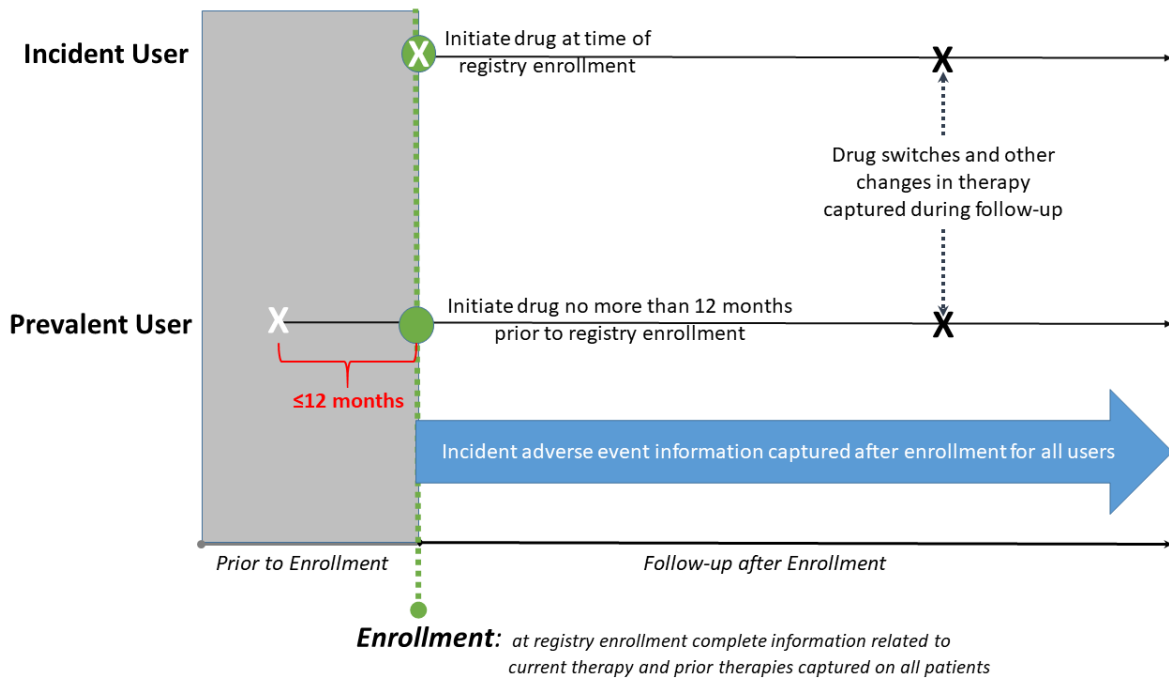 Incident User
X
Initiate drug at time of
registry enrollment
X
Drug switches and other
changes in therapy
captured during follow-up
Prevalent User
X
Initiate drug no more than 12 months
prior to registry enrollment
X
≤12 months
Incident adverse event information captured after enrollment for all users
Prior to Enrollment
Follow-up after Enrollment
Enrollment: at registry enrollment complete information related to
current therapy and prior therapies captured on all patients